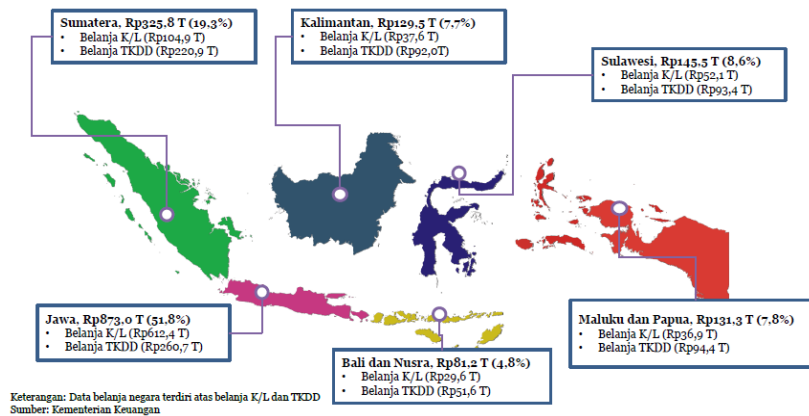 Sumatera, Rp325,8 T (19,3%)
• Belanja K/L (Rp104,9 T)
• Belanja TKDD (Rp220,9 T)
Kalimantan, Rp129,5 T (7,7%)
• Belanja K/L (Rp37,6 T)
• Belanja TKDD (Rp92,0T)
Sulawesi, Rp145,5 T (8,6%)
• Belanja K/L (Rp52,1 T)
• Belanja TKDD (Rp93,4 T)
Jawa, Rp873,0 T (51,8%)
• Belanja K/L (Rp612,4 T)
• Belanja TKDD (Rp260,7 T)
Bali dan Nusra, Rp81,2 T (4,8%)
• Belanja K/L (Rp29,6 T)
• Belanja TKDD (Rp51,6 T)
Maluku dan Papua, Rp131,3 T (7,8%)
• Belanja K/L (Rp36,9 T)
• Belanja TKDD (Rp94,4 T)
Keterangan: Data belanja negara terdiri atas belanja K/L dan TKDD
Sumber: Kementerian Keuangan